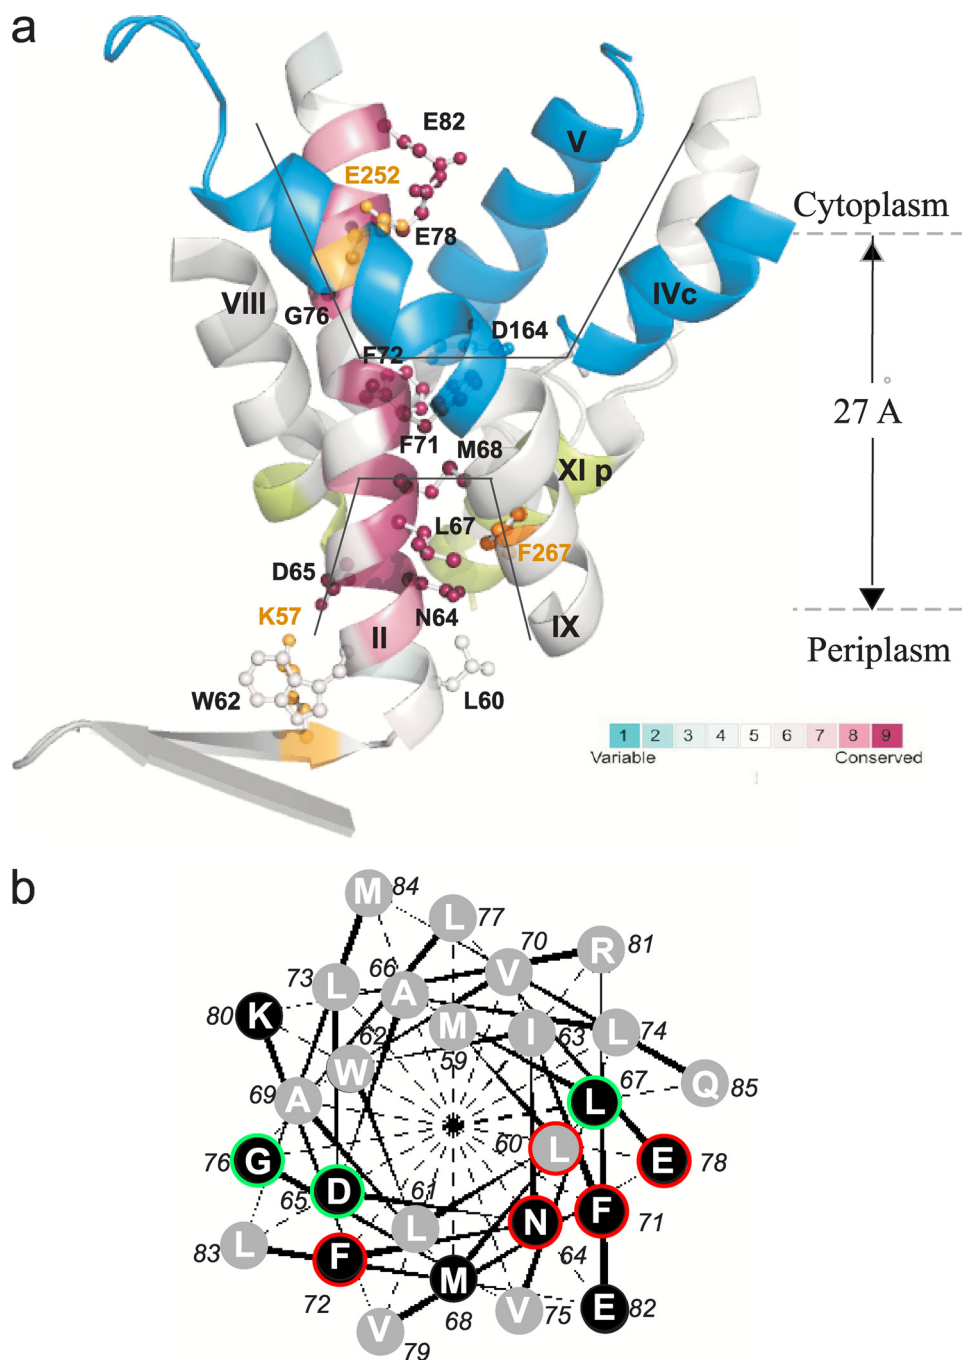 a
E82
V
E252
Cytoplasm
E78
VIII
IVc
G76
D164
F72
27 A
°
F71
M68
XI p
L67
F267
D65
K57
N64
II
IX
Periplasm
W62
L60
1 2 3 4 5 6 7 8 9
Variable Conserved
b
M 84
L 77
70 R 81
73 L 66 A V
80 K 62 M I 63 L 74
W 59 67 Q 85
69 A L
76 G 60 L E 78
65 D 61 N F 71
83 L L 64
F M E 82
72 68 V 75
V 79